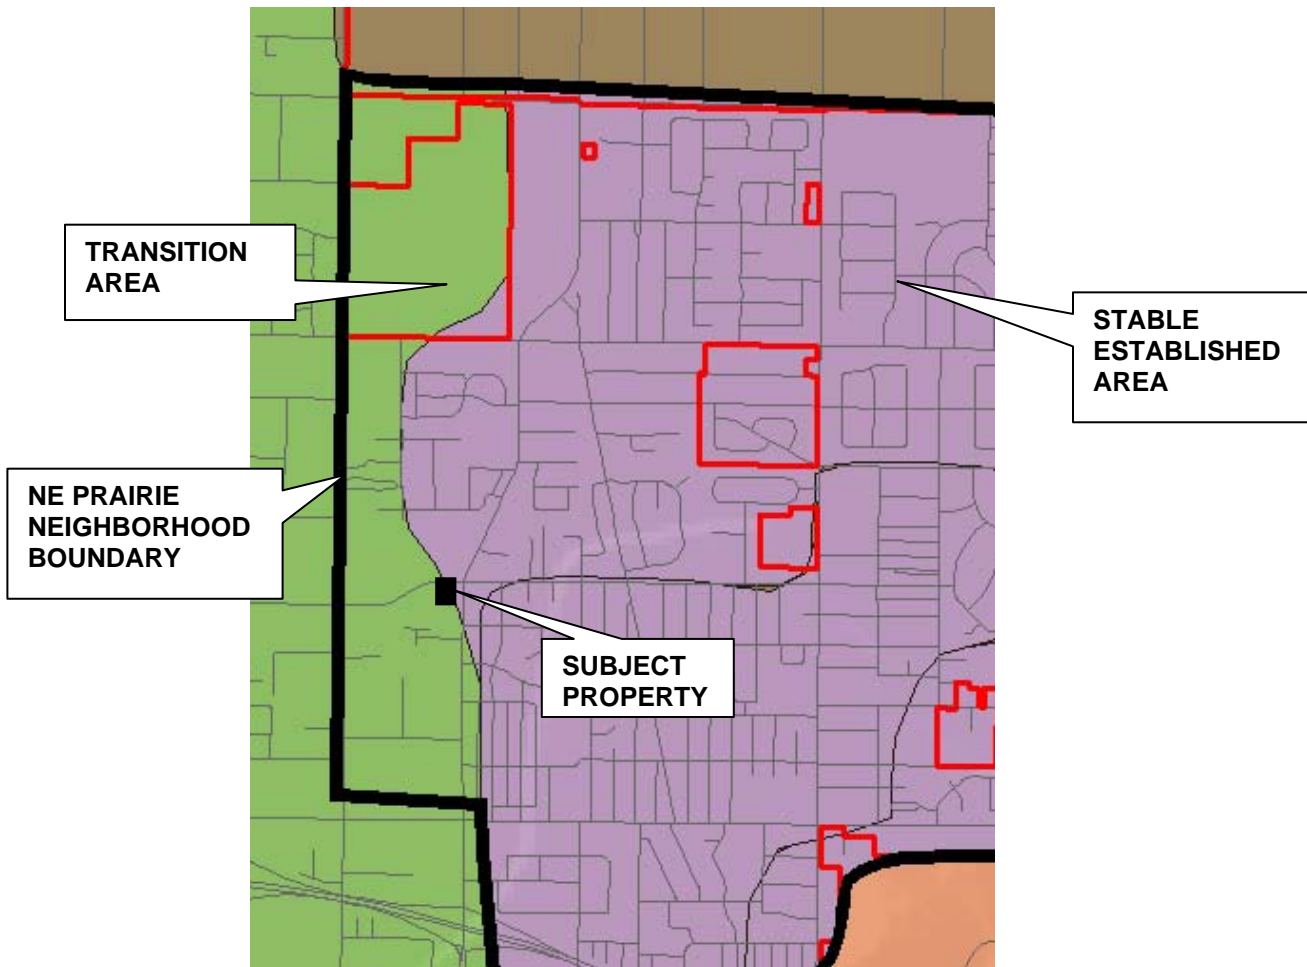 TRANSITION
AREA
STABLE
ESTABLISHED
AREA
NE PRAIRIE
NEIGHBORHOOD
BOUNDARY
SUBJECT
PROPERTY